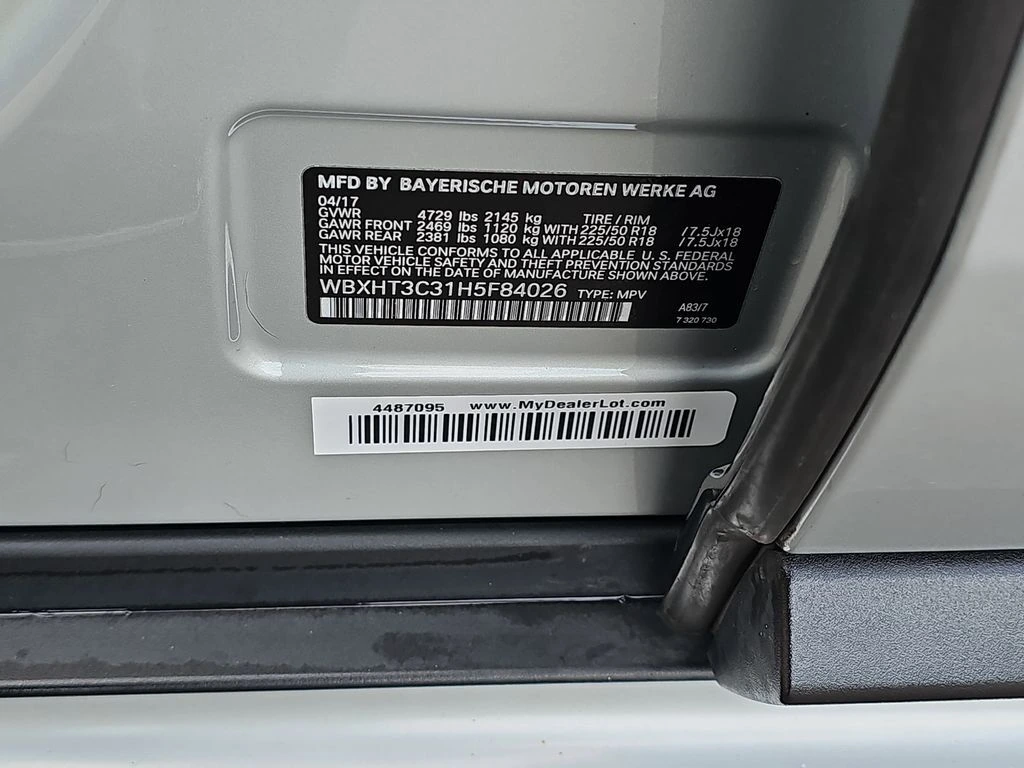 MFD BY BAYERISCHE MOTOREN WERKE AG
04/17
GVWR 4729 lbs 2145 kg TIRE / RIM
GAWR FRONT 2469 lbs 1120 kg WITH 225/50 R18 /7.5Jx18
GAWR REAR 2381 lbs 1080 kg WITH 225/50 R18 /7.5Jx18
THIS VEHICLE CONFORMS TO ALL APPLICABLE U. S. FEDERAL
MOTOR VEHICLE SAFETY AND THEFT PREVENTION STANDARDS
IN EFFECT ON THE DATE OF MANUFACTURE SHOWN ABOVE.
WBXHT3C31H5F84026 TYPE: MPV
A83/7
7 320 730
4487095 www.MyDealerLot.com